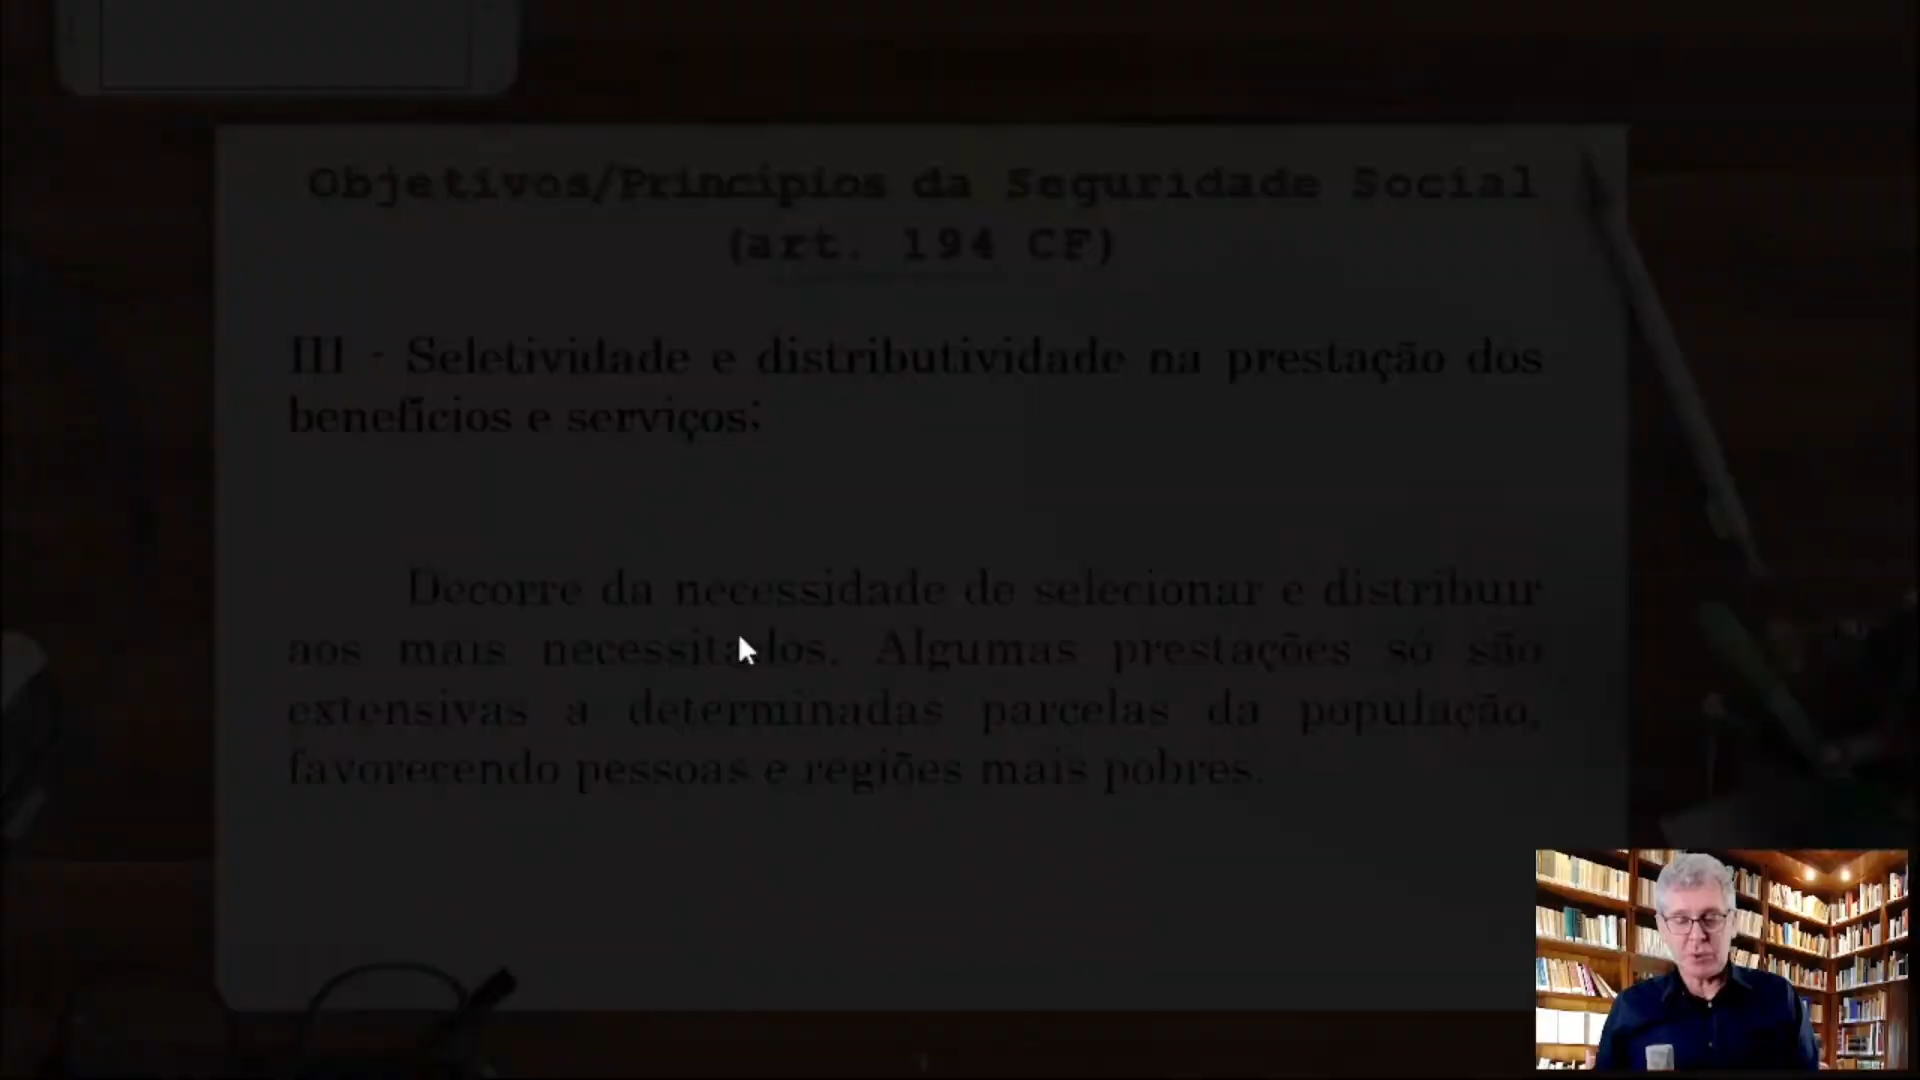 Objetivos/Princípios da Seguridade Social
(art. 194 CF)
III - Seletividade e distributividade na prestação dos
benefícios e serviços;
Decorre da necessidade de selecionar e distribuir
aos mais necessitados. Algumas prestações só são
extensivas a determinadas parcelas da população,
favorecendo pessoas e regiões mais pobres.